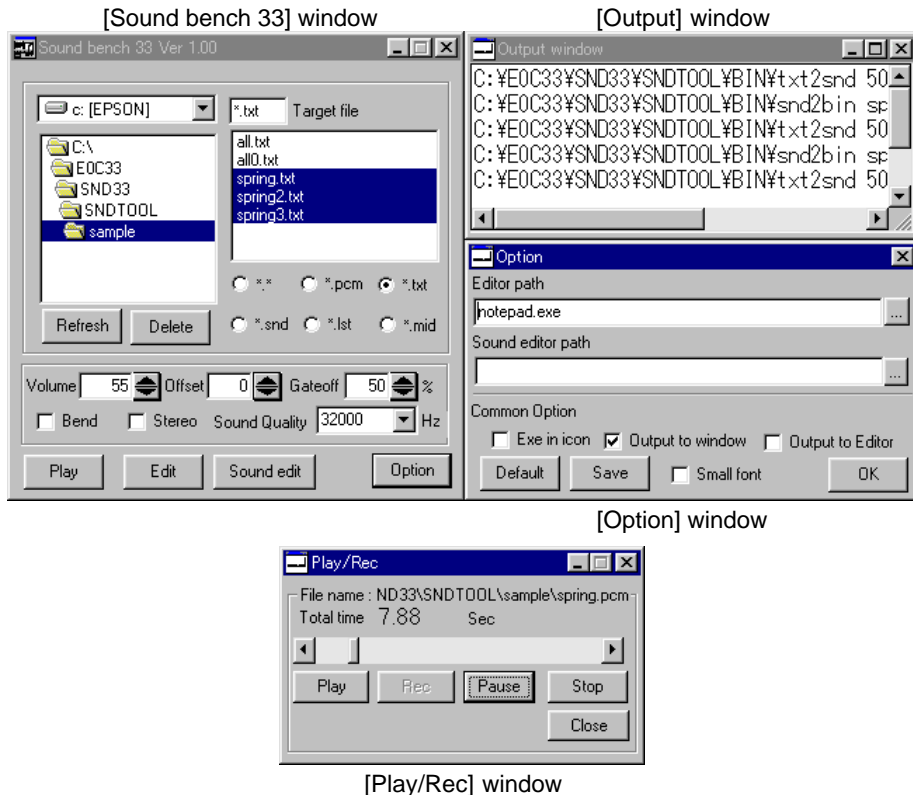 [Sound bench 33] window
Sound bench 33 Ver 1.00
c: [EPSON]
*.txt Target file
C:\
E0C33
SND33
SNDTOOL
sample
all.txt
all0.txt
spring.txt
spring2.txt
spring3.txt
*.* *.pcm *.txt
Refresh Delete *.snd *.lst *.mid
Volume 55 Offset 0 Gateoff 50 %
Bend Stereo Sound Quality 32000 Hz
Play Edit Sound edit Option
[Output] window
Output window
C:¥E0C33¥SND33¥SNDTOOL¥BIN¥txt2snd 50
C:¥E0C33¥SND33¥SNDTOOL¥BIN¥snd2bin sp
C:¥E0C33¥SND33¥SNDTOOL¥BIN¥txt2snd 50
C:¥E0C33¥SND33¥SNDTOOL¥BIN¥snd2bin sp
C:¥E0C33¥SND33¥SNDTOOL¥BIN¥txt2snd 50
Option
Editor path
notepad.exe
...
Sound editor path
...
Common Option
Exe in icon Output to window Output to Editor
Default Save Small font OK
[Option] window
Play/Rec
File name : ND33\SNDTOOL\sample\spring.pcm
Total time 7.88 Sec
Play Rec Pause Stop
Close
[Play/Rec] window